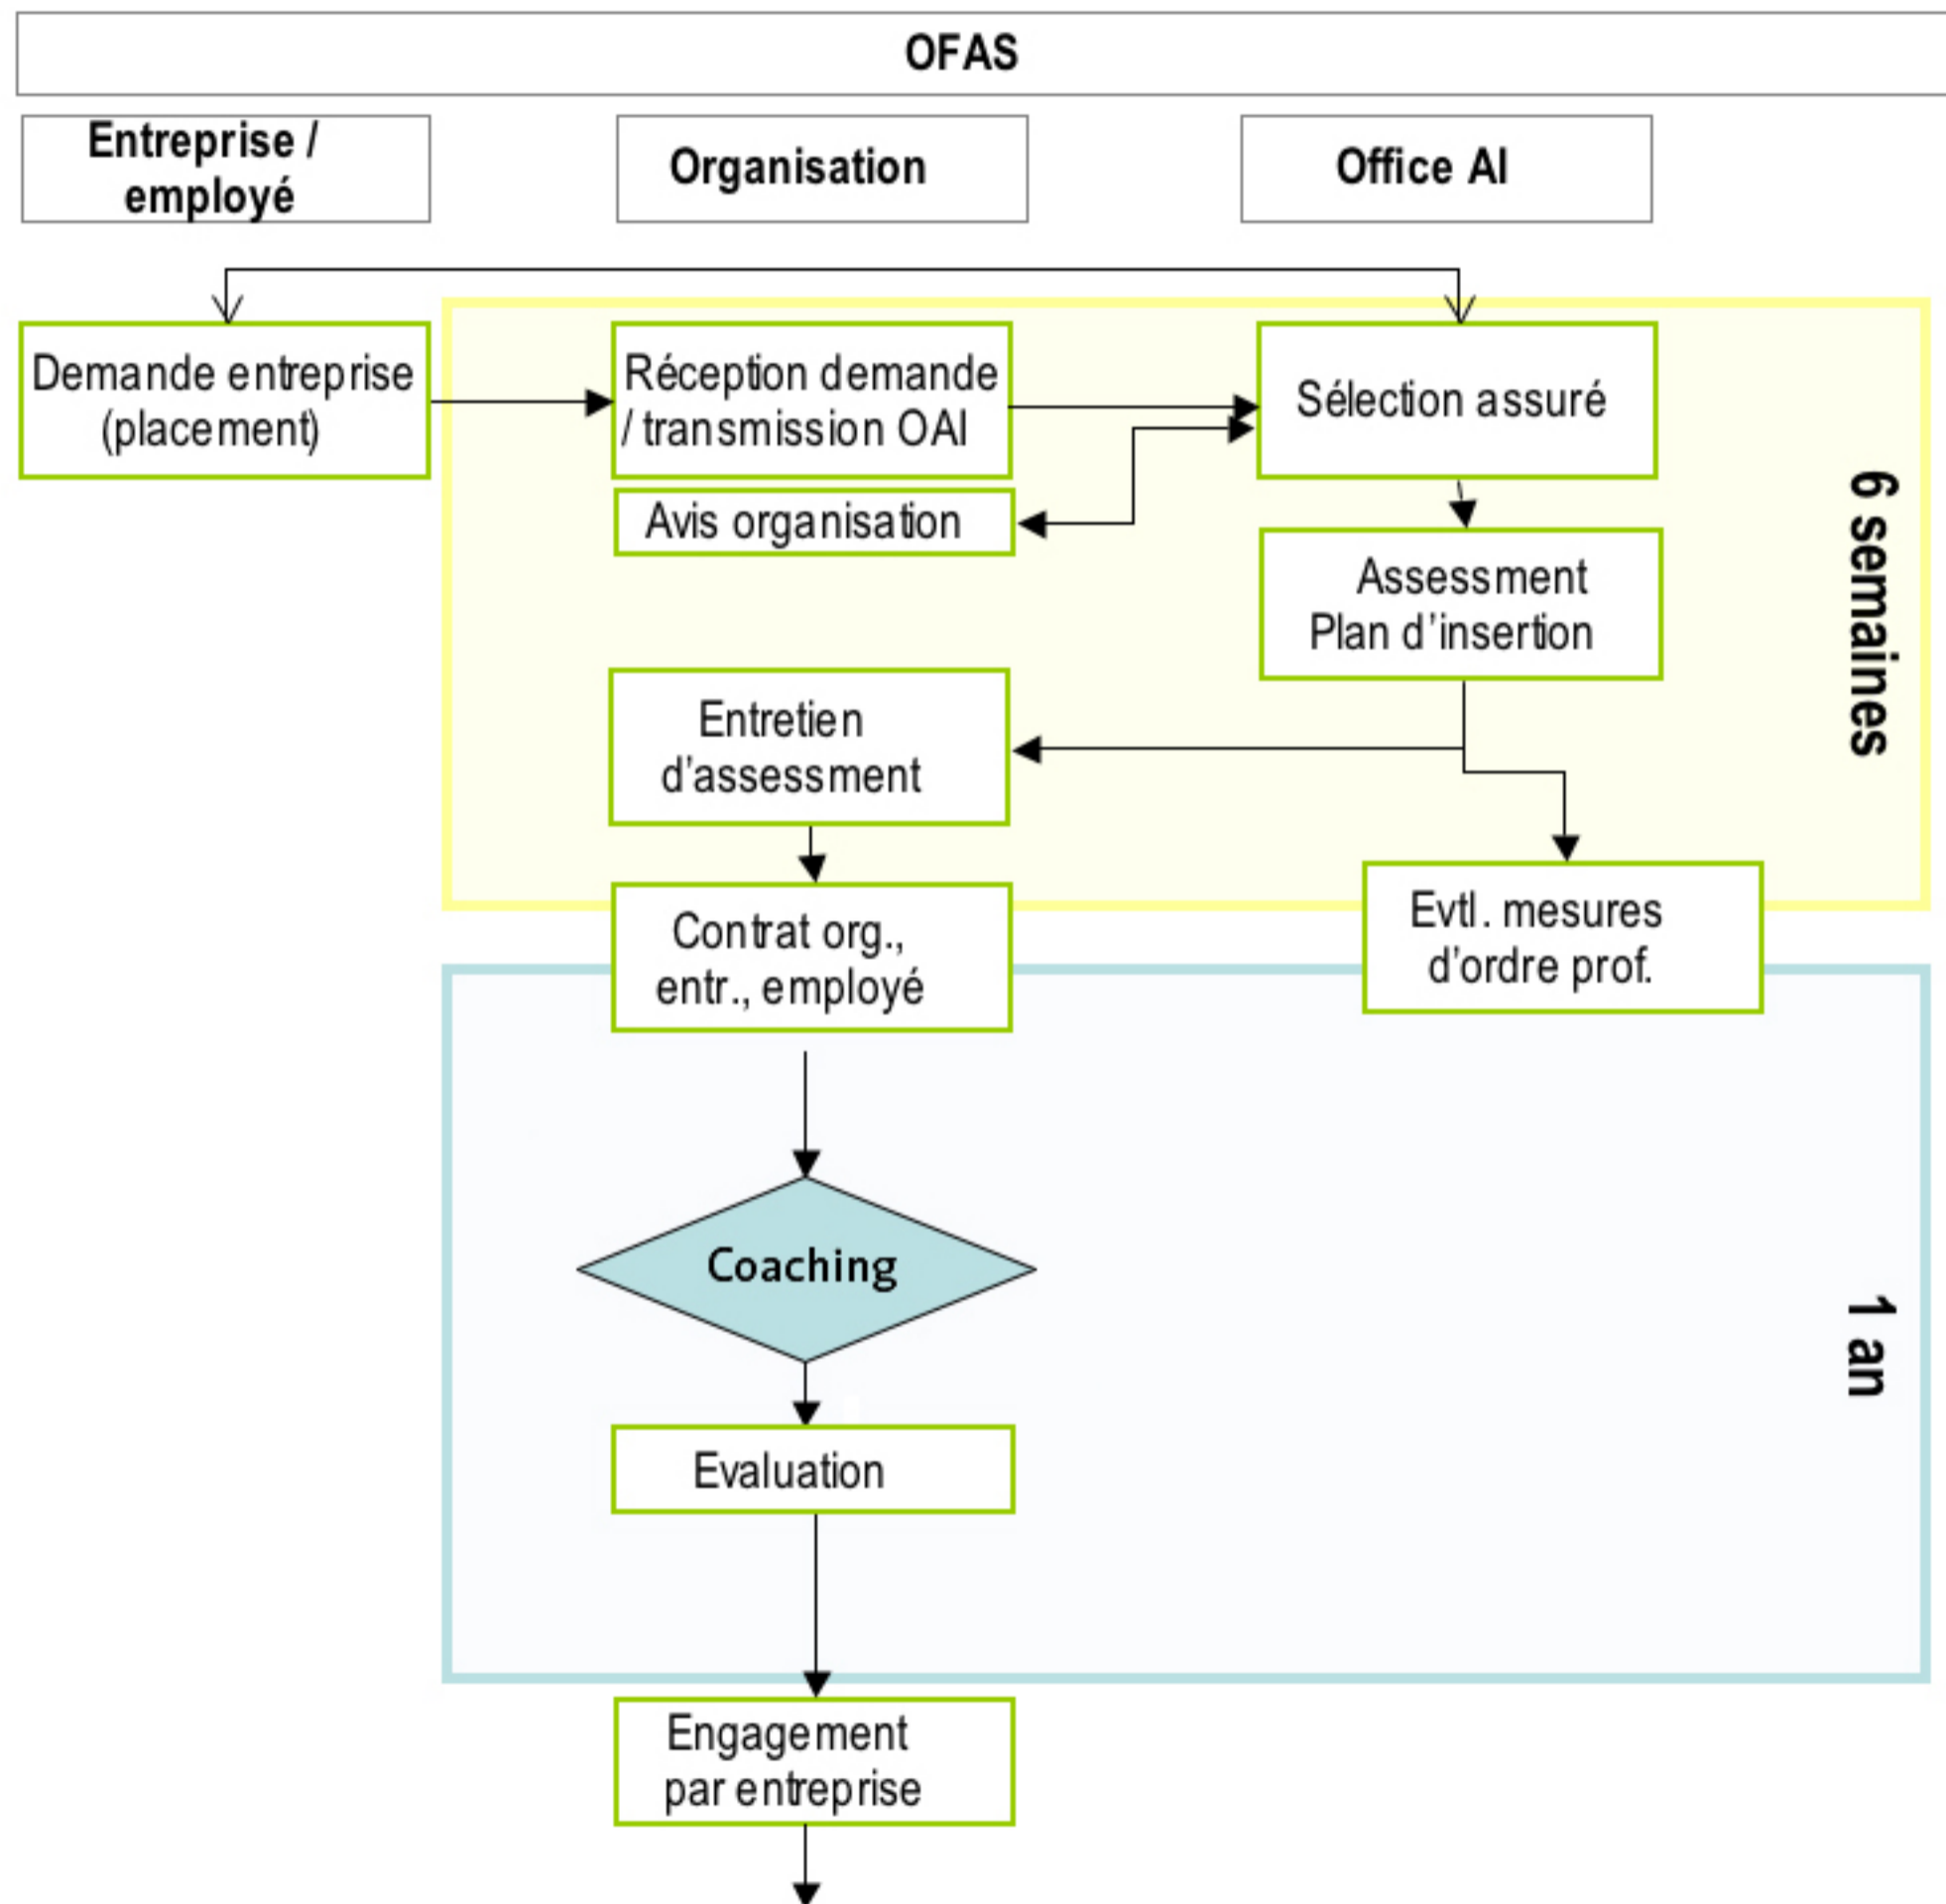 OFAS
Entreprise /
employé
Organisation
Office AI
Demande entreprise
(placement)
Réception demande
/ transmission OAI
Sélection assuré
Avis organisation
Assessment
Plan d'insertion
6 semaines
Entretien
d'assessment
Contrat org.,
entr., employé
Evtl. mesures
d'ordre prof.
Coaching
1 an
Evaluation
Engagement
par entreprise